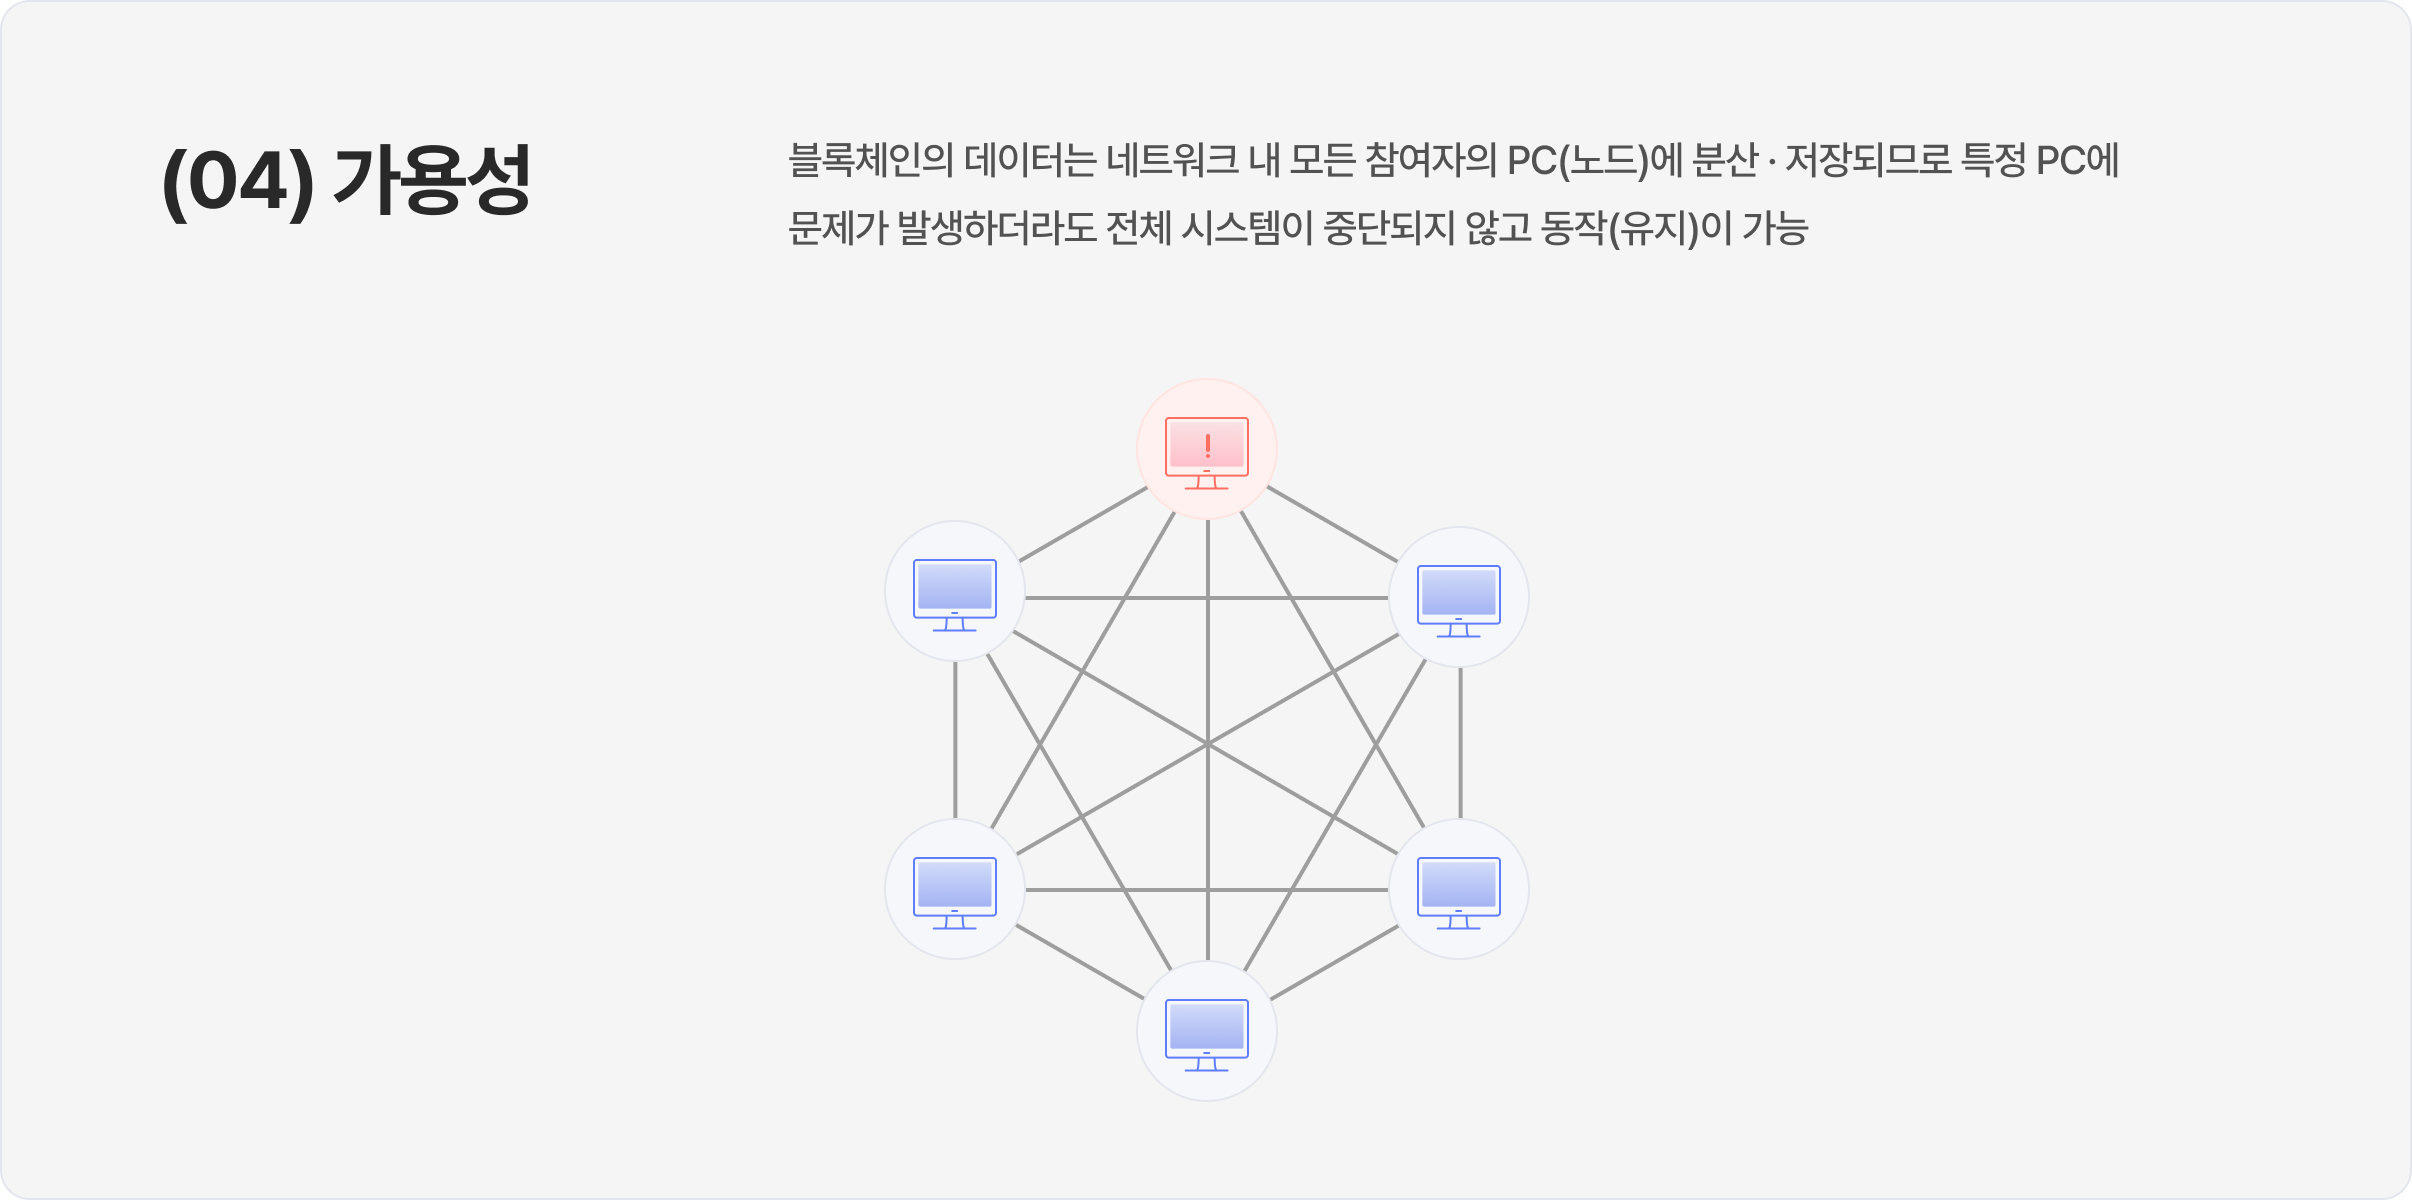 (04) 가용성
블록체인의 데이터는 네트워크 내 모든 참여자의 PC(노드)에 분산 · 저장되므로 특정 PC에
문제가 발생하더라도 전체 시스템이 중단되지 않고 동작(유지)이 가능
!